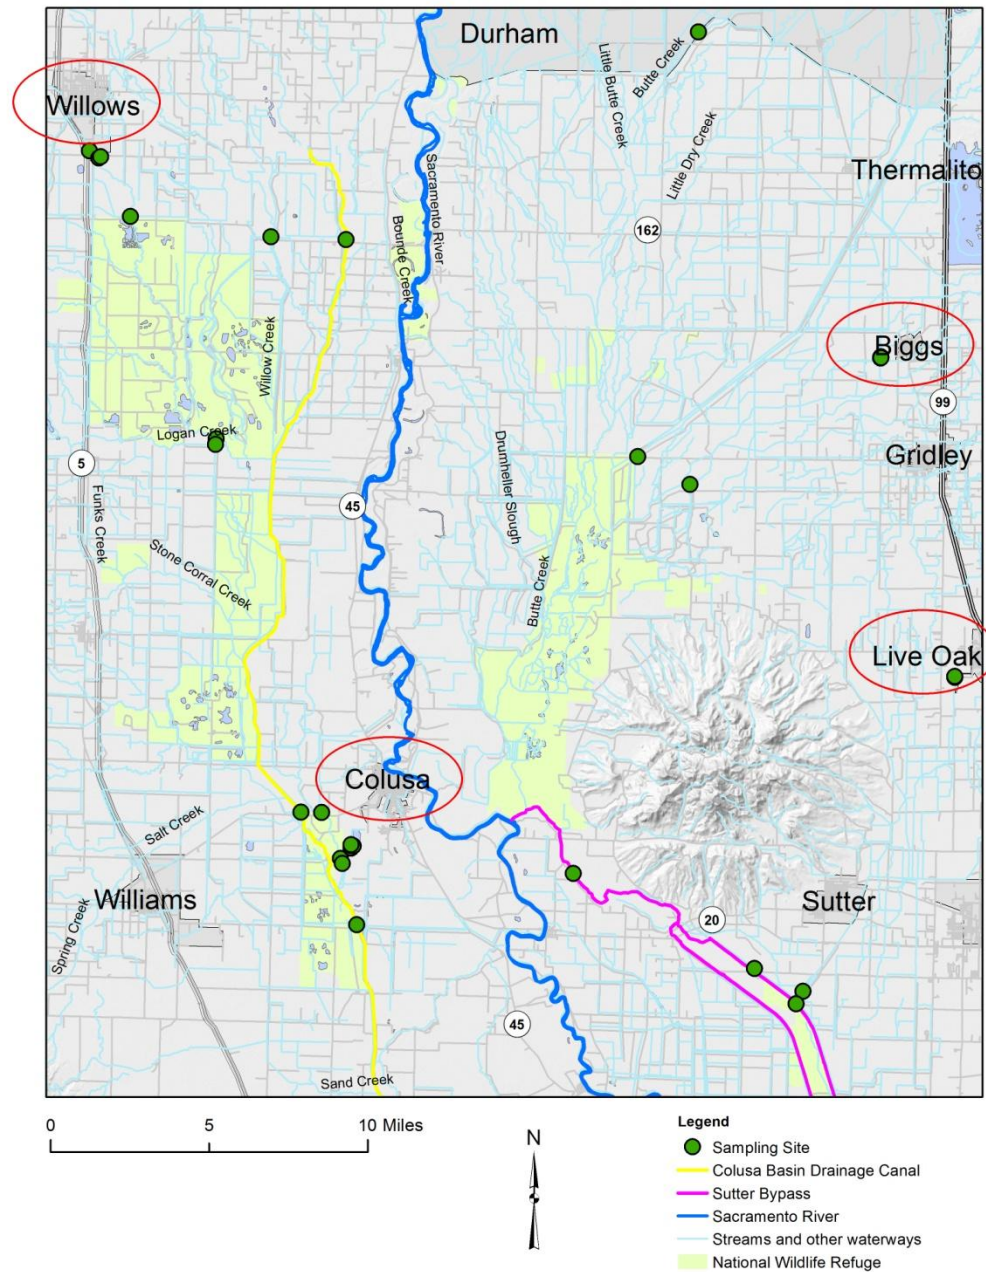 Durham
Willows
Butte Creek
Little Butte Creek
Little Dry Creek
Thermalito
Sacramento River
162
Bounde Creek
Willow Creek
Biggs
99
Logan Creek
Gridley
5
Drumheller Slough
45
Funks Creek
Stone Corral Creek
Butte Creek
Live Oak
Colusa
Salt Creek
Williams
Sutter
20
Spring Creek
45
Sand Creek
0 5 10 Miles
N
Legend
Sampling Site
Colusa Basin Drainage Canal
Sutter Bypass
Sacramento River
Streams and other waterways
National Wildlife Refuge